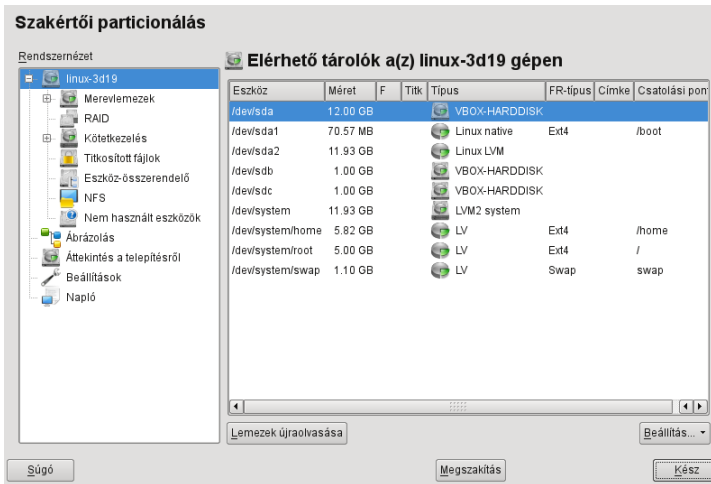 Szakértői particionálás
Rendszernézet
linux-3d19
Merevlemezek
RAID
Kötetkezelés
Titkosított fájlok
Eszköz-összerendelő
NFS
Nem használt eszközök
Ábrázolás
Áttekintés a telepítésről
Beállítások
Napló
Elérhető tárolók a(z) linux-3d19 gépen
Eszköz Méret F Titk Típus FR-típus Címke Csatolási pon
/dev/sda 12.00 GB VBOX-HARDDISK
/dev/sda1 70.57 MB Linux native Ext4 /boot
/dev/sda2 11.93 GB Linux LVM
/dev/sdb 1.00 GB VBOX-HARDDISK
/dev/sdc 1.00 GB VBOX-HARDDISK
/dev/system 11.93 GB LVM2 system
/dev/system/home 5.82 GB LV Ext4 /home
/dev/system/root 5.00 GB LV Ext4 /
/dev/system/swap 1.10 GB LV Swap swap
Lemezek újraolvasása
Beállítás...
Súgó
Megszakítás
Kész